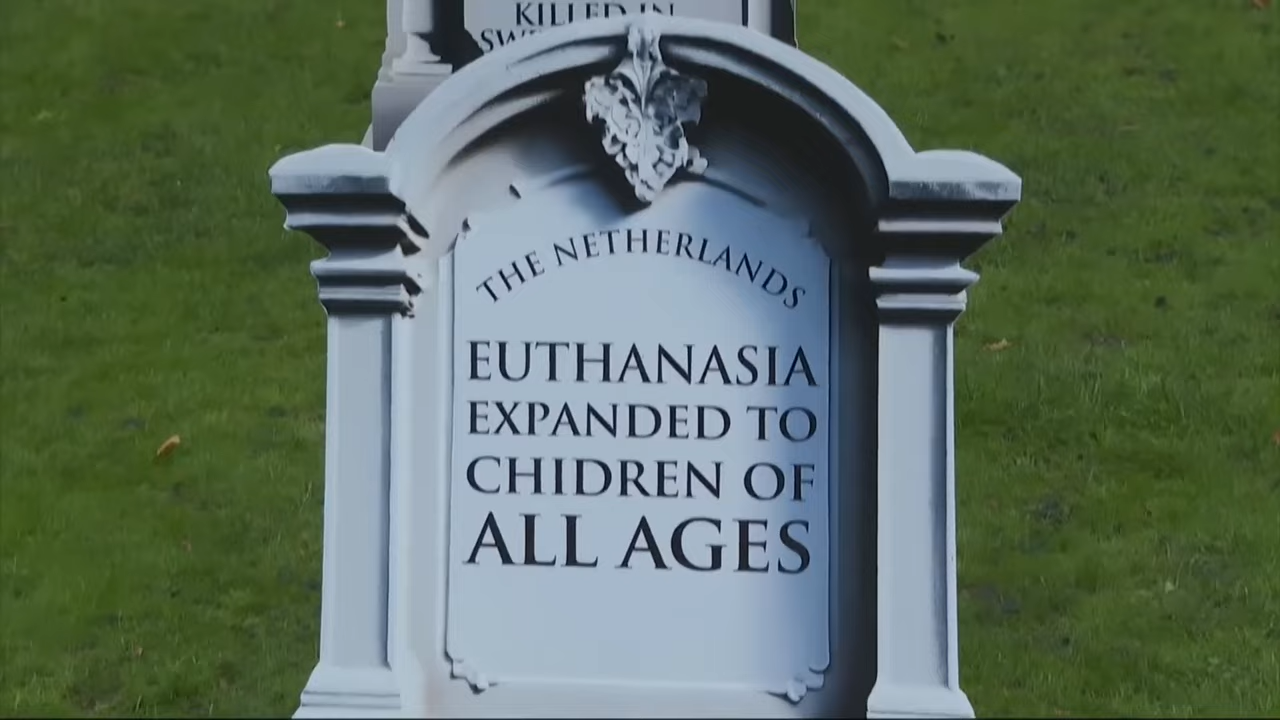 KILLED IN
THE NETHERLANDS
EUTHANASIA
EXPANDED TO
CHIDREN OF
ALL AGES